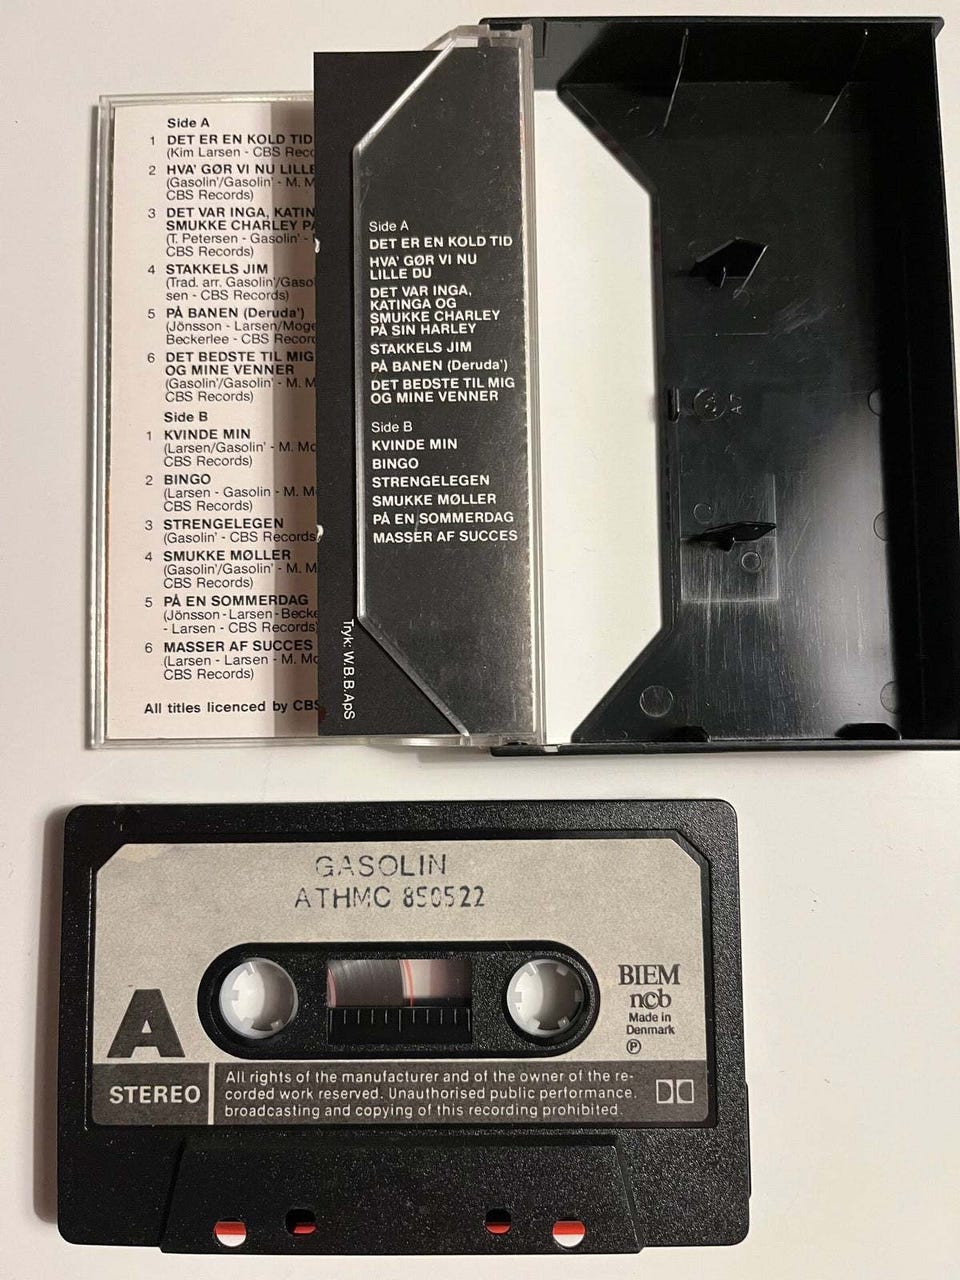 Side A
1 DET ER EN KOLD TID
(Kim Larsen - CBS
2 HVA' GØR VI NU LILLE
(Gasolin'/Gasolin' - M.
CBS Records)
3 DET VAR INGA,
SMUKKE CHARLEY
(T. Petersen - Gasolin' -
CBS Records)
4 STAKKELS JIM
(Trad. arr. Gasolin'/
sen - CBS Records)
5 PÅ BANEN (Deruda')
(Jönsson - Larsen/
Beckerlee - CBS
6 DET BEDSTE TIL MIG
OG MINE VENNER
(Gasolin'/Gasolin' - M.
CBS Records)
Side B
1 KVINDE MIN
(Larsen/Gasolin' - M.
CBS Records)
2 BINGO
(Larsen - Gasolin - M.
CBS Records)
3 STRENGELEGEN
(Gasolin' - CBS Records)
4 SMUKKE MØLLER
(Gasolin'/Gasolin' - M.
CBS Records)
5 PÅ EN SOMMERDAG
(Jönsson - Larsen -
- Larsen - CBS Records)
6 MASSER AF SUCCES
(Larsen - Larsen - M.
CBS Records)
All titles licenced by CBS
Tryk: W.B.B. ApS
Side A
DET ER EN KOLD TID
HVA' GØR VI NU
LILLE DU
DET VAR INGA,
KATINGA OG
SMUKKE CHARLEY
PÅ SIN HARLEY
STAKKELS JIM
PÅ BANEN (Deruda')
DET BEDSTE TIL MIG
OG MINE VENNER
Side B
KVINDE MIN
BINGO
STRENGELEGEN
SMUKKE MØLLER
PÅ EN SOMMERDAG
MASSER AF SUCCES
GASOLIN
ATHMC 850522
A
BIEM
ncb
Made in
Denmark
Ⓟ
STEREO
All rights of the manufacturer and of the owner of the re-
corded work reserved. Unauthorised public performance.
broadcasting and copying of this recording prohibited.